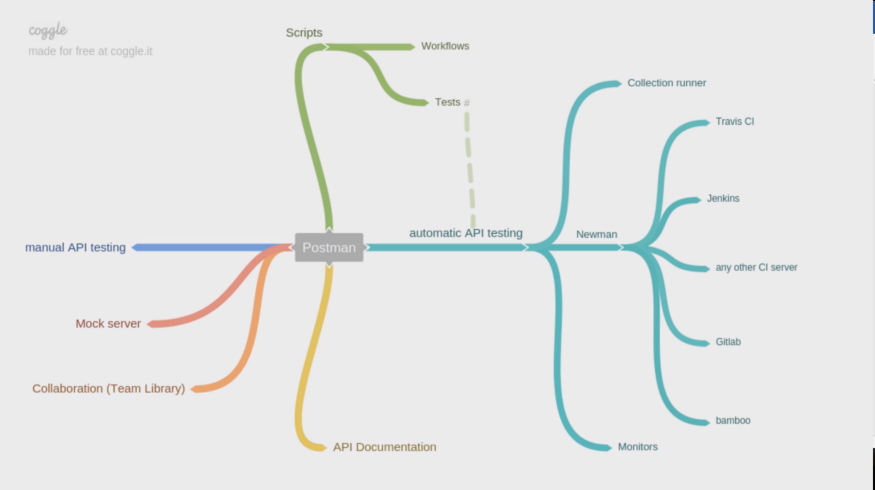 coggle
made for free at coggle.it
Scripts
Workflows
Tests #
Collection runner
Travis CI
Jenkins
automatic API testing
Newman
manual API testing
Postman
any other CI server
Mock server
Gitlab
Collaboration (Team Library)
bamboo
API Documentation
Monitors